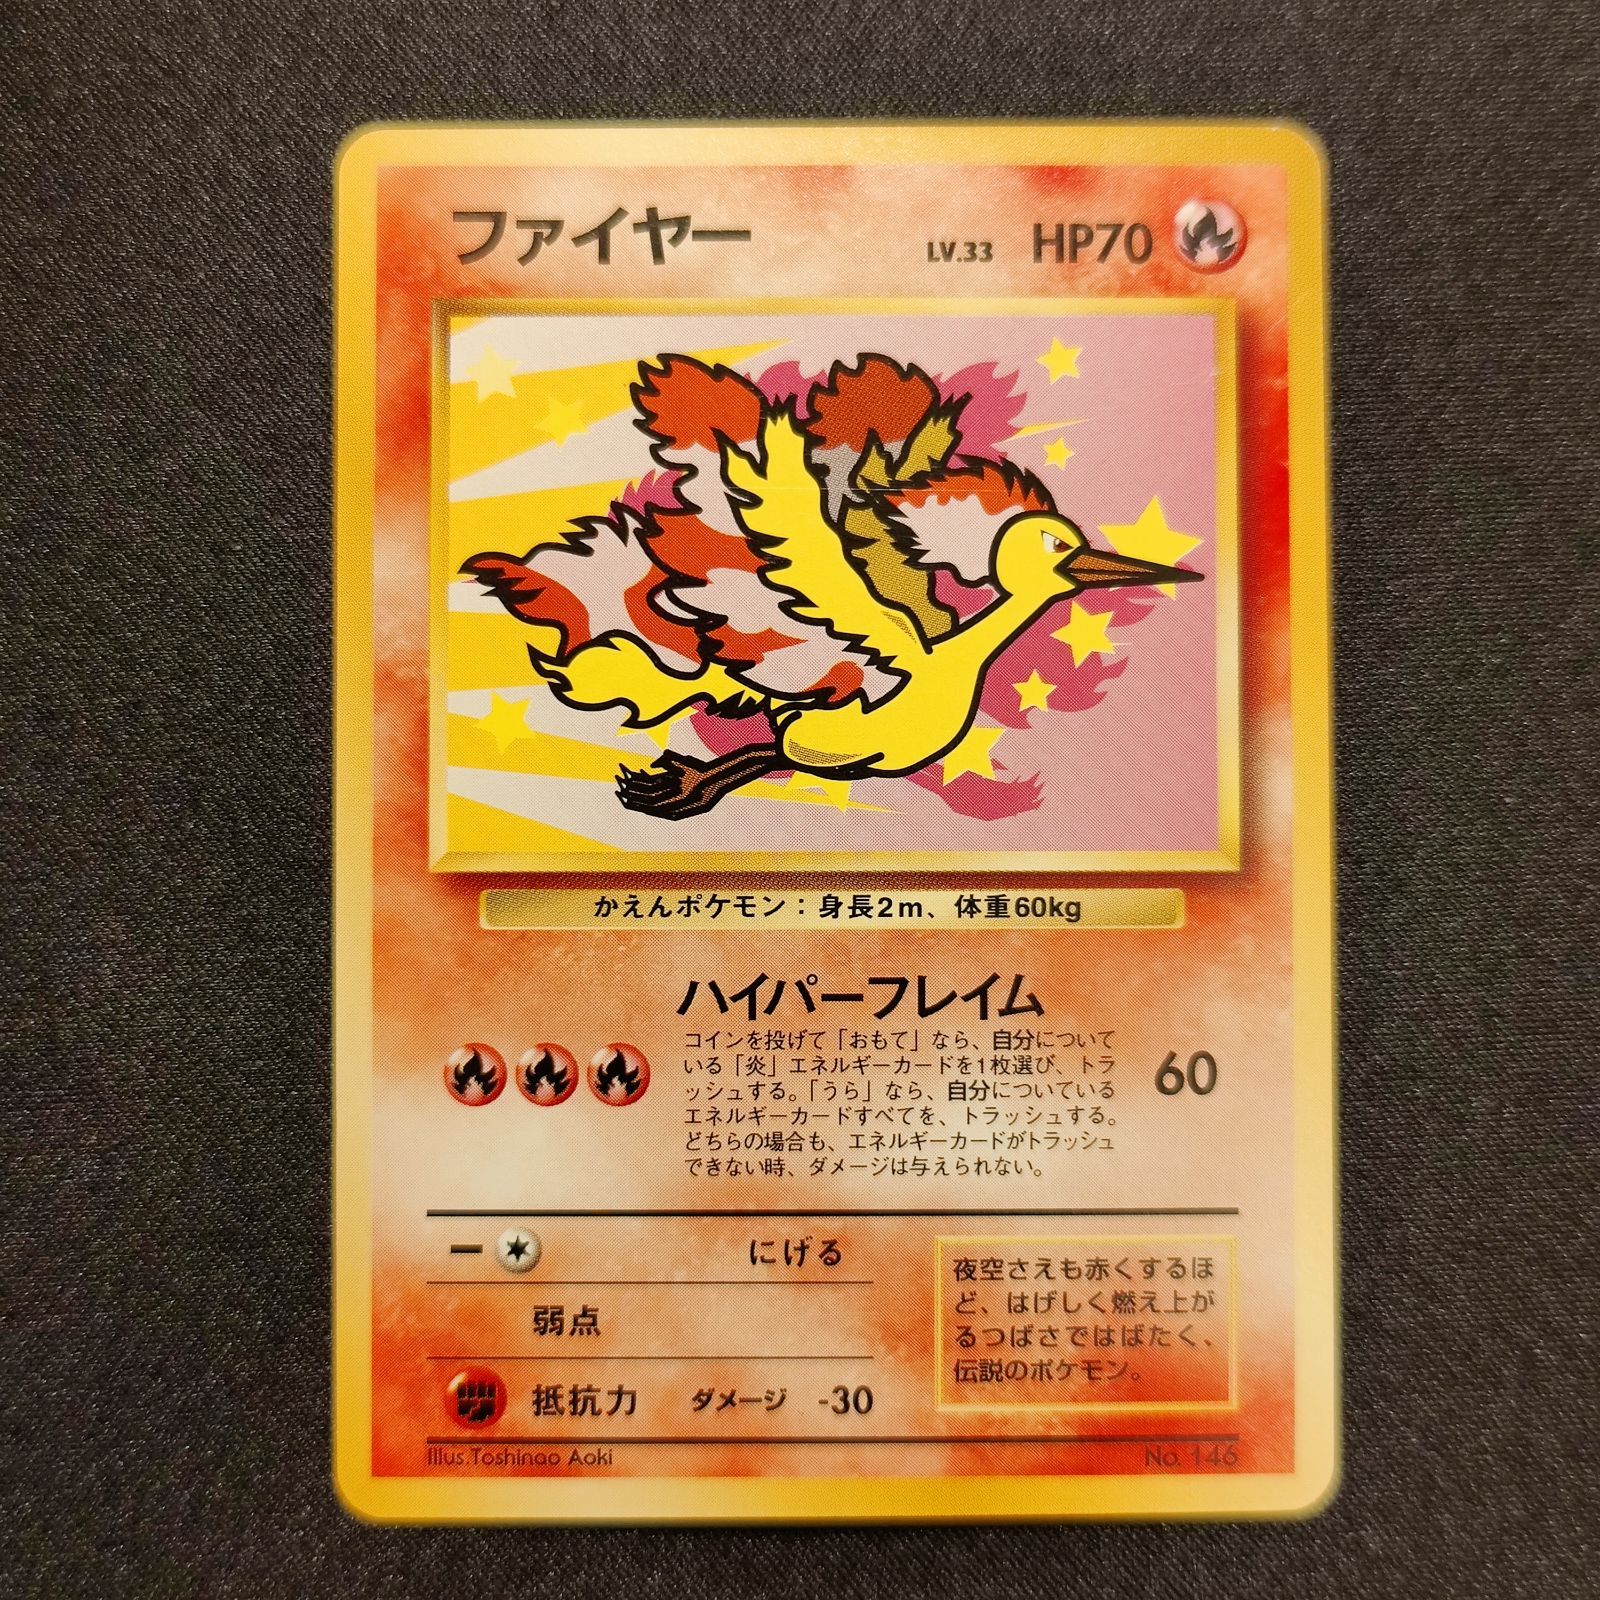 ファイヤー LV.33 HP70
かえんポケモン：身長2m、体重60kg
ハイパーフレイム
コインを投げて「おもて」なら、自分についている
いる「炎」エネルギーカードを1枚選び、トラ
ッシュする。「うら」なら、自分についている
エネルギーカードすべてを、トラッシュする。
どちらの場合も、エネルギーカードがトラッシュ
できない時、ダメージは与えられない。
60
ー にげる
弱点
抵抗力 ダメージ -30
夜空さえも赤くするほ
ど、はげしく燃え上が
るつばさではばたく、
伝説のポケモン。
Illus.Toshinao Aoki
No. 146